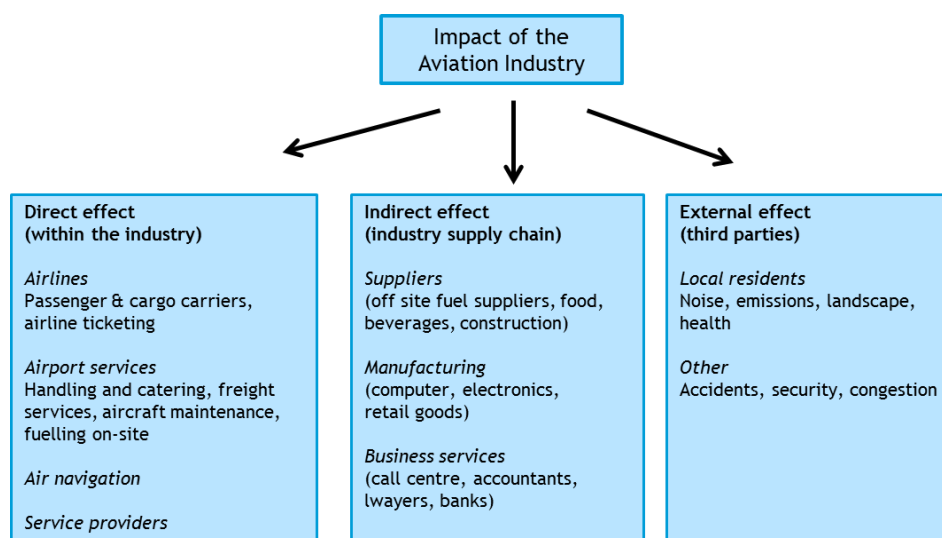 Impact of the
Aviation Industry
Direct effect
(within the industry)
Airlines
Passenger & cargo carriers,
airline ticketing
Airport services
Handling and catering, freight
services, aircraft maintenance,
fuelling on-site
Air navigation
Service providers
Indirect effect
(industry supply chain)
Suppliers
(off site fuel suppliers, food,
beverages, construction)
Manufacturing
(computer, electronics,
retail goods)
Business services
(call centre, accountants,
lwayers, banks)
External effect
(third parties)
Local residents
Noise, emissions, landscape,
health
Other
Accidents, security, congestion